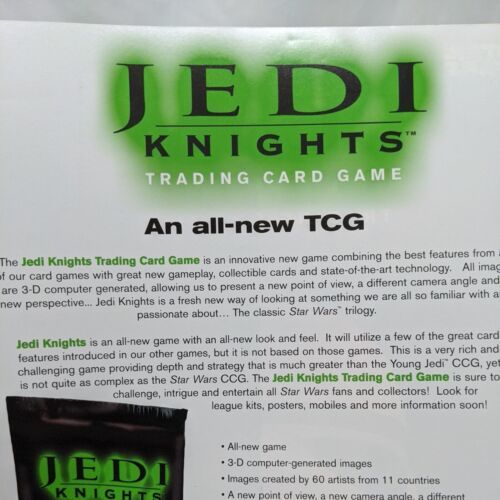 JEDI
KNIGHTS™
TRADING CARD GAME
An all-new TCG
The Jedi Knights Trading Card Game is an innovative new game combining the best features from
of our card games with great new gameplay, collectible cards and state-of-the-art technology. All
are 3-D computer generated, allowing us to present a new point of view, a different camera angle and
new perspective... Jedi Knights is a fresh new way of looking at something we are all so familiar with
passionate about... The classic Star Wars™ trilogy.
Jedi Knights is an all-new game with an all-new look and feel. It will utilize a few of the great card
features introduced in our other games, but it is not based on those games. This is a very rich and
challenging game providing depth and strategy that is much greater than the Young Jedi™ CCG, yet
is not quite as complex as the Star Wars CCG. The Jedi Knights Trading Card Game is sure to
challenge, intrigue and entertain all Star Wars fans and collectors! Look for
league kits, posters, mobiles and more information soon!
JEDI
KNIGHTS
• All-new game
• 3-D computer-generated images
• Images created by 60 artists from 11 countries
• A new point of view, a new camera angle, a different